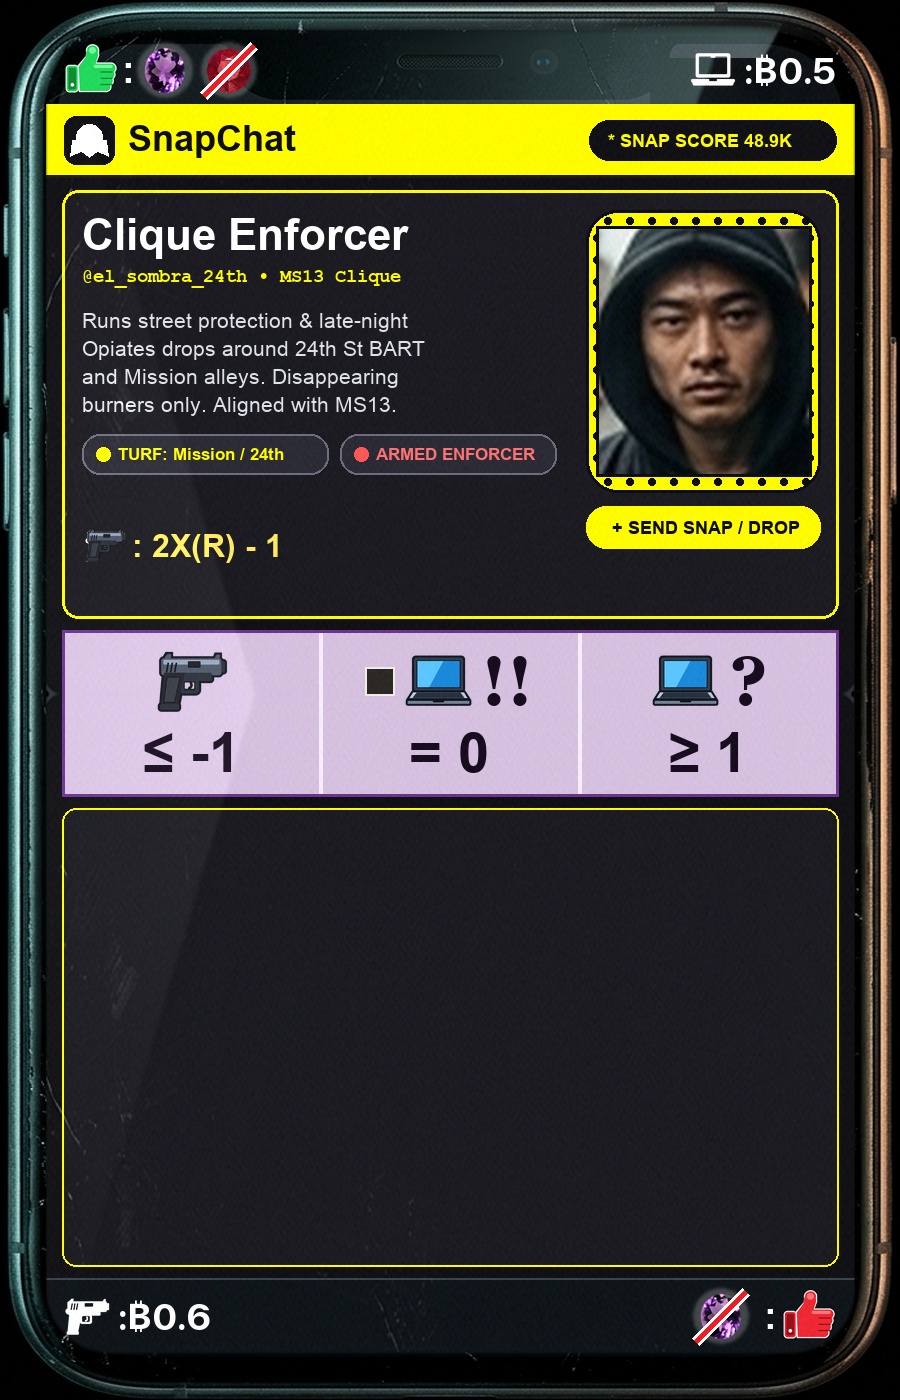 : :฿0.5
SnapChat * SNAP SCORE 48.9K
Clique Enforcer
@el_sombra_24th • MS13 Clique
Runs street protection & late-night
Opiates drops around 24th St BART
and Mission alleys. Disappearing
burners only. Aligned with MS13.
TURF: Mission / 24th ARMED ENFORCER
+ SEND SNAP / DROP
: 2X(R) - 1
!! ?
≤ -1 = 0 ≥ 1
:฿0.6 :